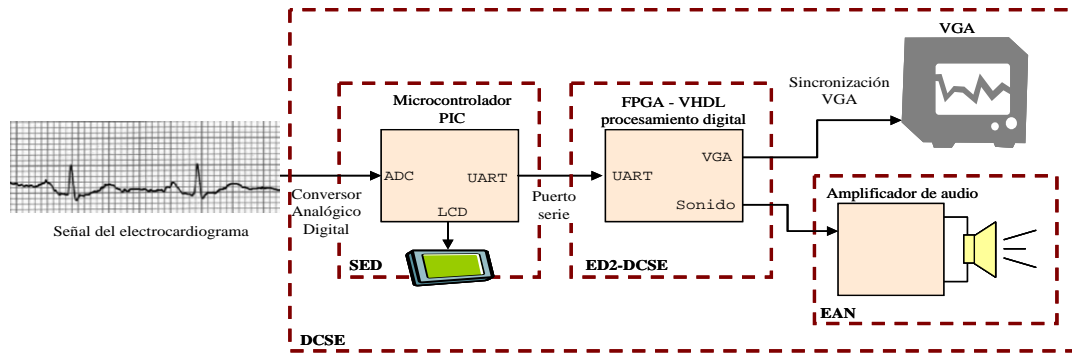 Señal del electrocardiograma
Conversor
Analógico
Digital
Microcontrolador
PIC
ADC
UART
LCD
SED
Puerto
serie
FPGA - VHDL
procesamiento digital
VGA
UART
Sonido
ED2-DCSE
Sincronización
VGA
VGA
Amplificador de audio
EAN
DCSE